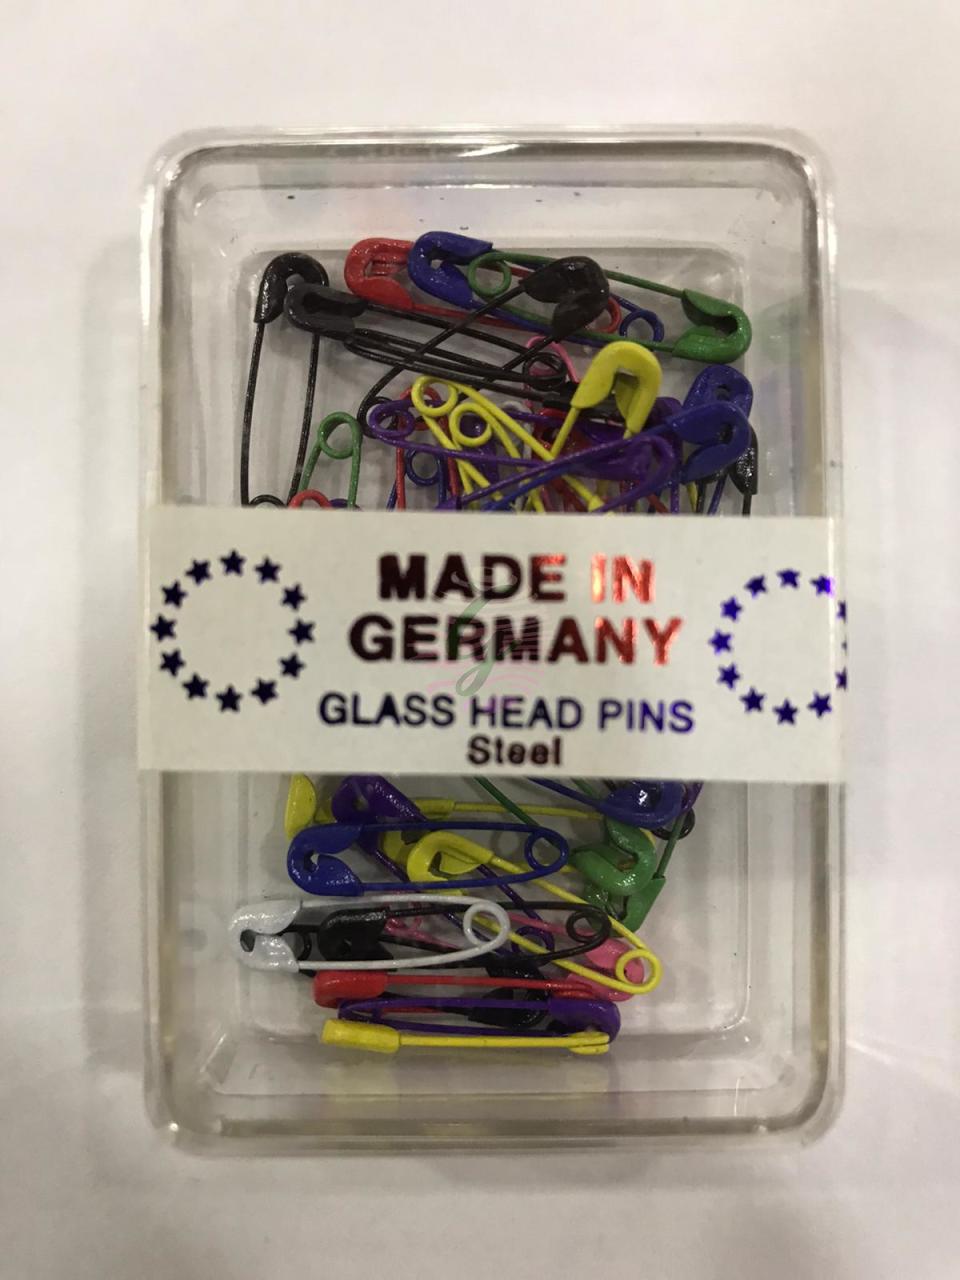 MADE IN
GERMANY
GLASS HEAD PINS
Steel